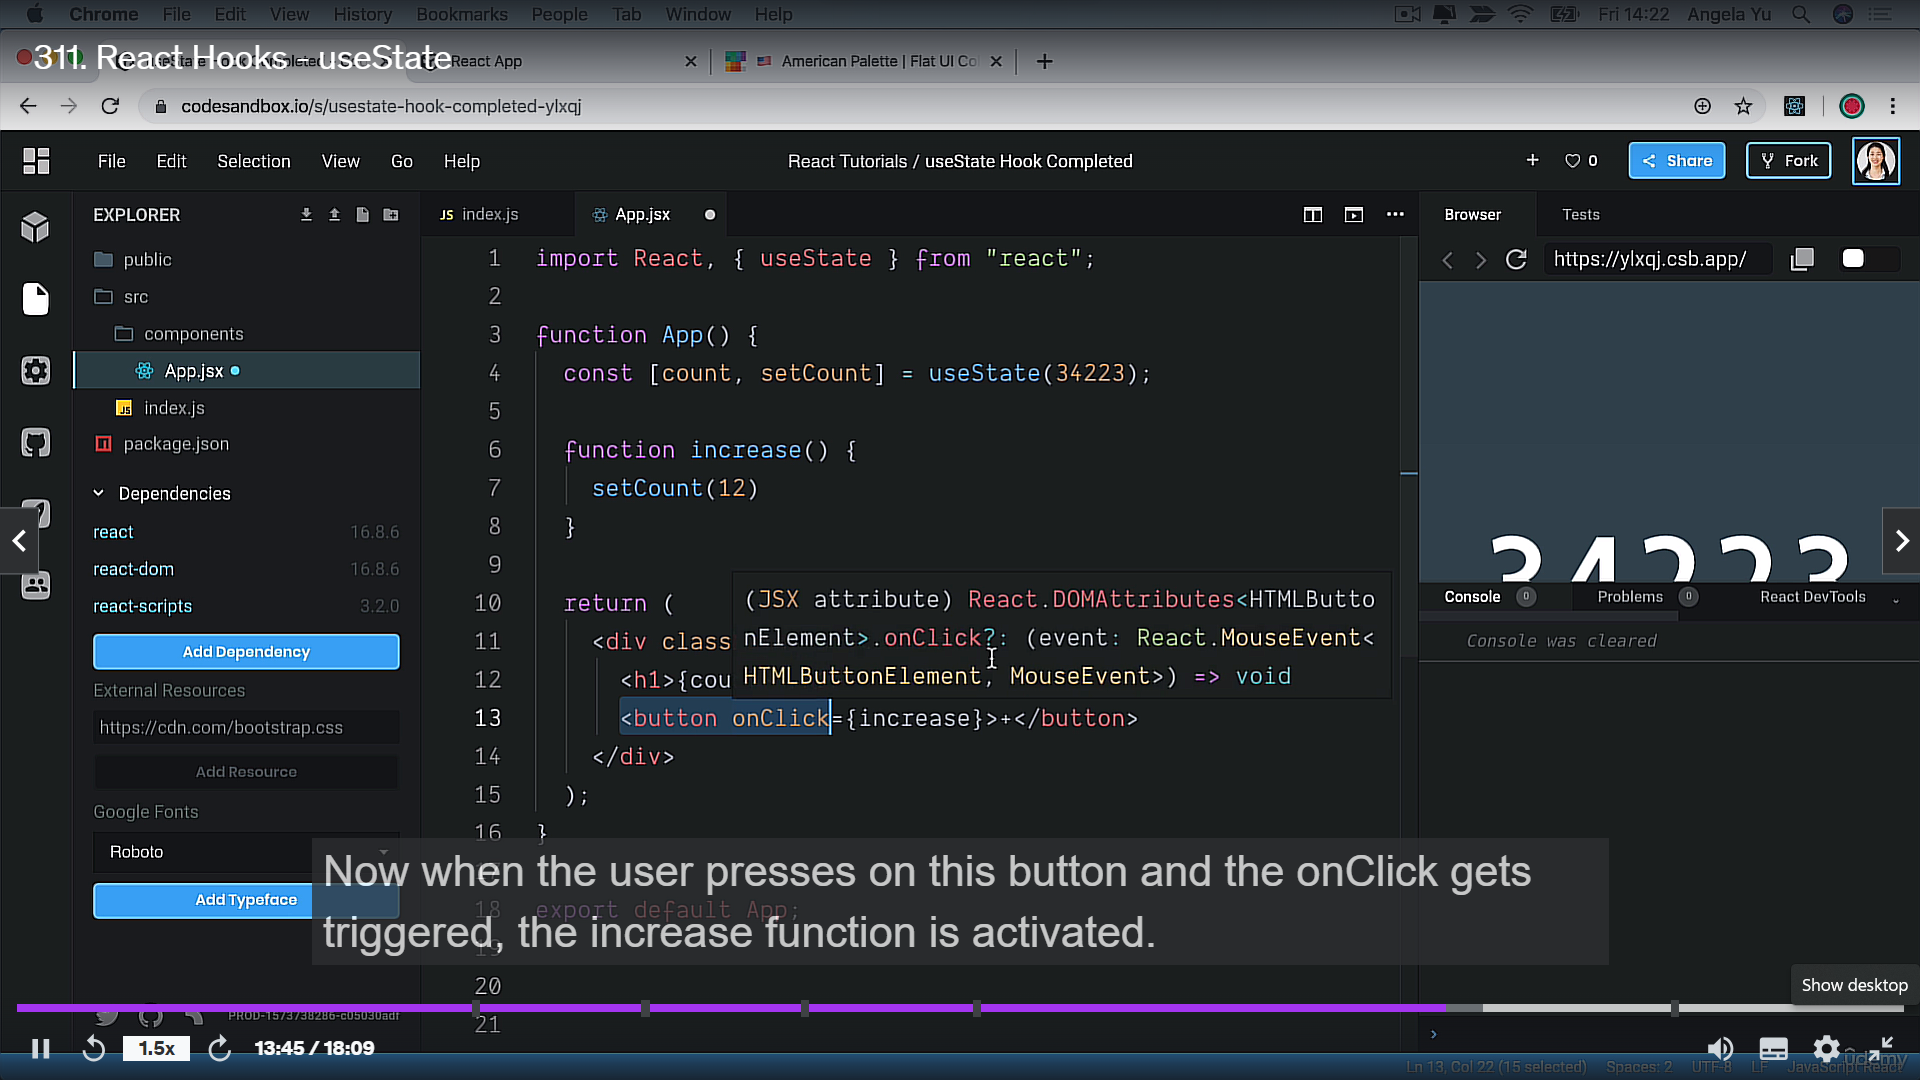 Chrome File Edit View History Bookmarks People Tab Window Help Fri 14:22 Angela Yu
311. React Hooks - useState
React App
American Palette | Flat UI Co
codesandbox.io/s/usestate-hook-completed-ylxqj
File Edit Selection View Go Help
React Tutorials / useState Hook Completed
+ 0 Share Fork
EXPLORER
public
src
components
App.jsx
index.js
package.json
Dependencies
react 16.8.6
react-dom 16.8.6
react-scripts 3.2.0
Add Dependency
External Resources
https://cdn.com/bootstrap.css
Add Resource
Google Fonts
Roboto
Add Typeface
PROD-1573738286-c05030adf
JS index.js
App.jsx
1 import React, { useState } from "react";
2
3 function App() {
4 const [count, setCount] = useState(34223);
5
6 function increase() {
7 setCount(12)
8 }
9
10 return (
11 <div class
12 <h1>{cou
13 <button onClick={increase}>+</button>
14 </div>
15 );
16 }
18 export default App;
19
20
21
(JSX attribute) React.DOMAttributes<HTMLButto
nElement>.onClick?: (event: React.MouseEvent<
HTMLButtonElement, MouseEvent>) => void
Browser Tests
https://ylxqj.csb.app/
34223
Console 0 Problems 0 React DevTools
Console was cleared
Now when the user presses on this button and the onClick gets
triggered, the increase function is activated.
Show desktop
1.5x
13:45 / 18:09
Ln 13, Col 22 (15 selected) Spaces: 2 UTF-8 LF JavaScript React
udemy